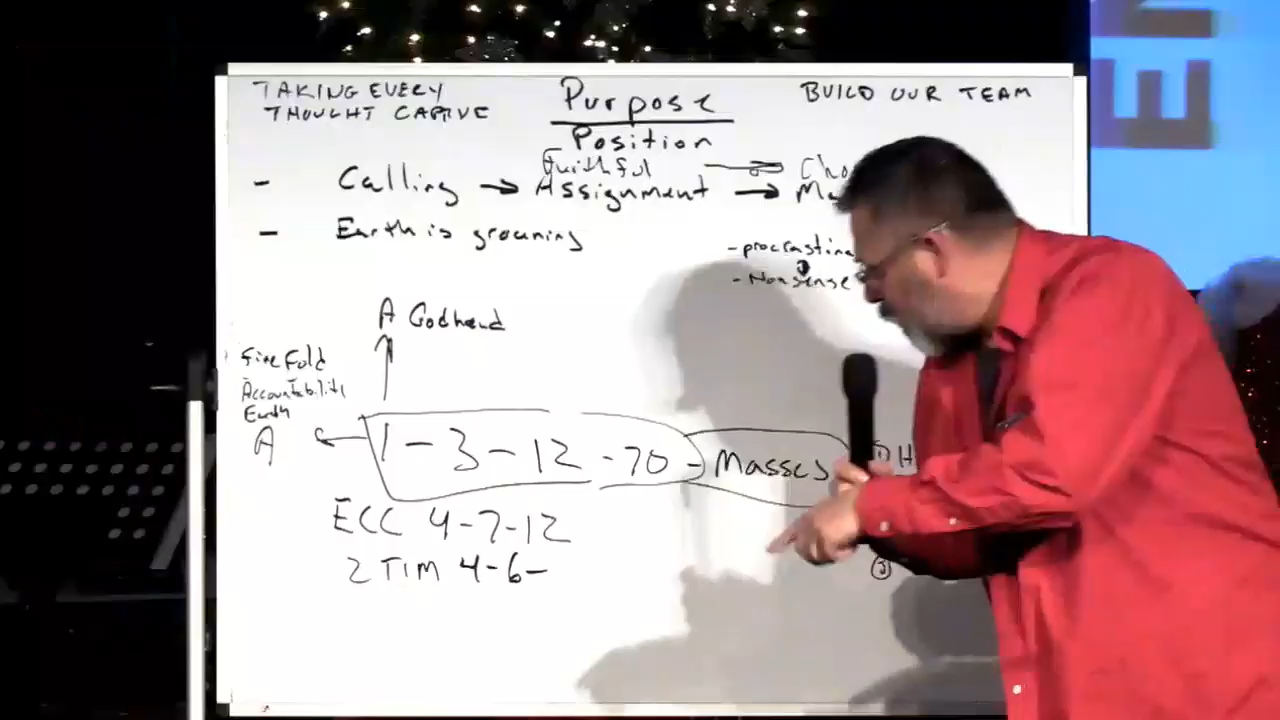 TAKING EVERY
THOUGHT CAPTIVE
Purpose
Position
BUILD OUR TEAM
- Calling → Faithful Assignment →
- Earth is groaning
- procrastina
- Nonsense
A Godhead
Five Fold
Accountability
Earth
A
1 - 3 - 12 - 70 - Masses
ECC 4-7-12
2 TIM 4-6-